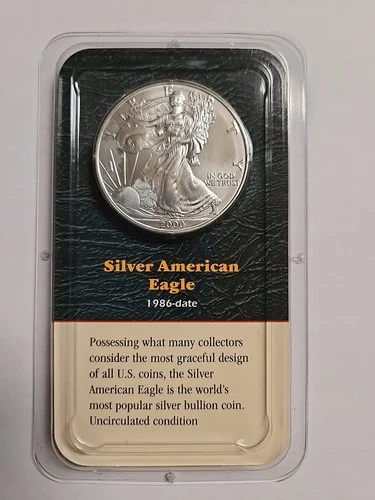 LIBERTY
IN GOD
WE TRUST
2000
Silver American
Eagle
1986-date
Possessing what many collectors
consider the most graceful design
of all U.S. coins, the Silver
American Eagle is the world's
most popular silver bullion coin.
Uncirculated condition